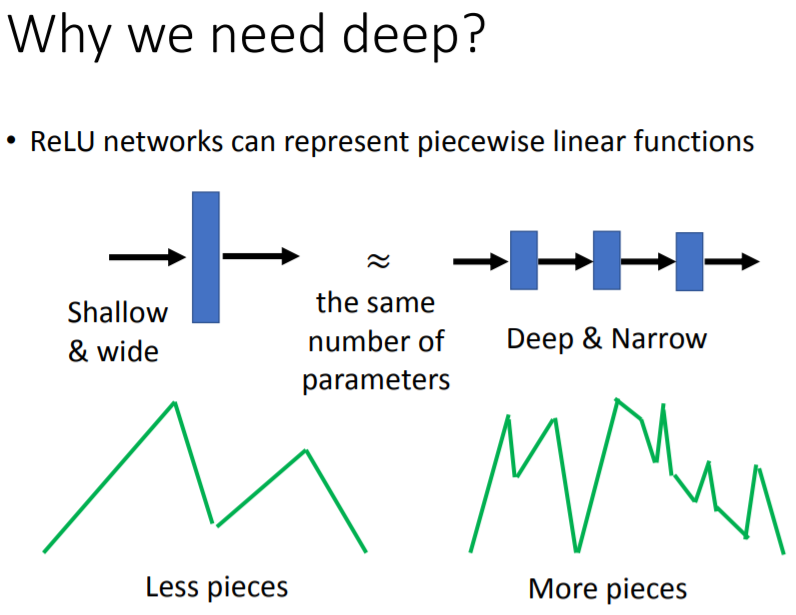 Why we need deep?
• ReLU networks can represent piecewise linear functions
Shallow
& wide
≈
the same
number of
parameters
Deep & Narrow
Less pieces
More pieces